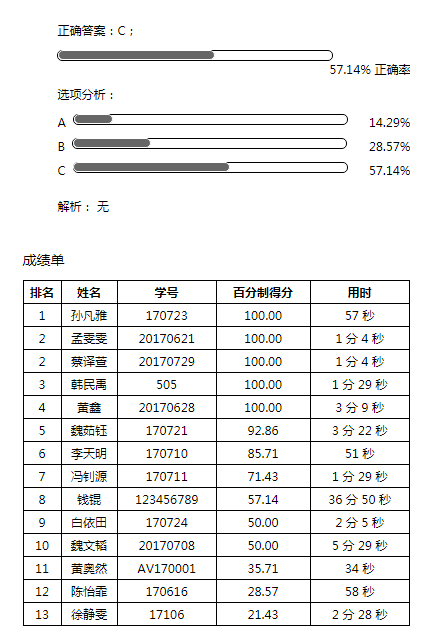 正确答案：C；
57.14% 正确率
选项分析：
A 14.29%
B 28.57%
C 57.14%
解析： 无
成绩单
排名 姓名 学号 百分制得分 用时
1 孙凡雅 170723 100.00 57 秒
2 孟雯雯 20170621 100.00 1 分 4 秒
2 蔡译萱 20170729 100.00 1 分 4 秒
3 韩民禹 505 100.00 1 分 29 秒
4 黄鑫 20170628 100.00 3 分 9 秒
5 魏茹钰 170721 92.86 3 分 22 秒
6 李天明 170710 85.71 51 秒
7 冯钊源 170711 71.43 1 分 29 秒
8 钱锟 123456789 57.14 36 分 50 秒
9 白依田 170724 50.00 2 分 5 秒
10 魏文韬 20170708 50.00 5 分 29 秒
11 黄奥然 AV170001 35.71 34 秒
12 陈怡霏 170616 28.57 58 秒
13 徐静雯 17106 21.43 2 分 28 秒